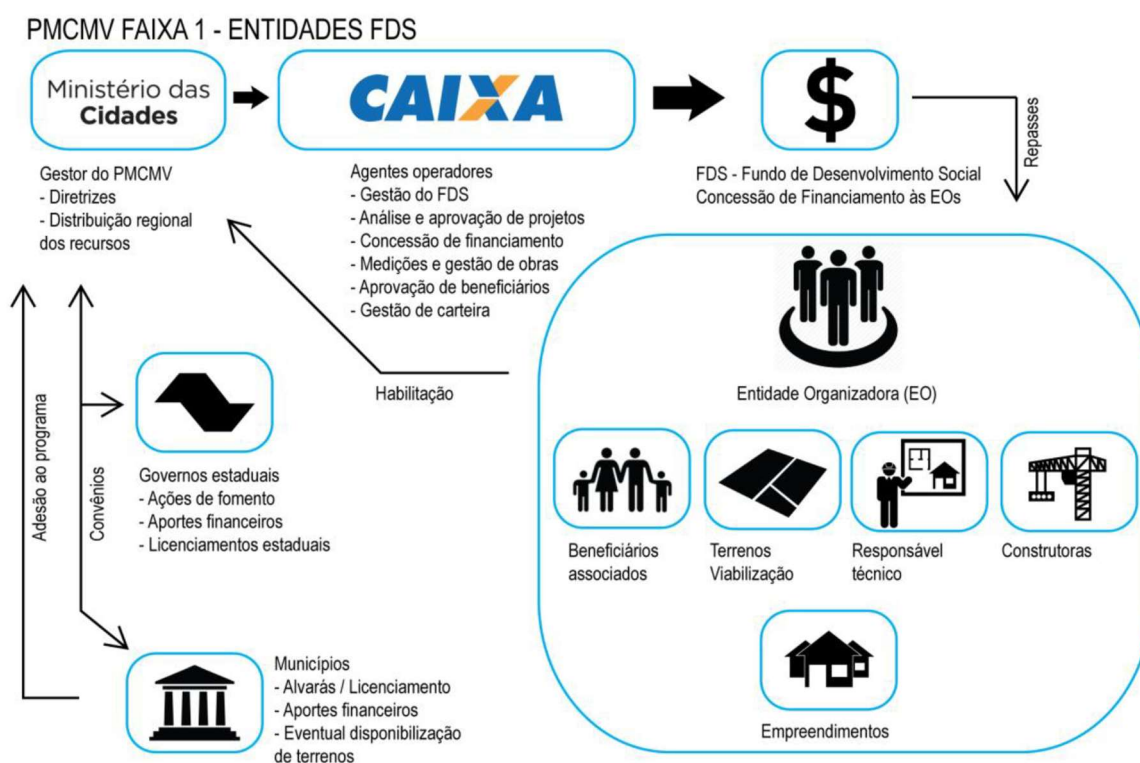 PMCMV FAIXA 1 - ENTIDADES FDS
Ministério das
Cidades
CAIXA
$
Gestor do PMCMV
- Diretrizes
- Distribuição regional
dos recursos
Agentes operadores
- Gestão do FDS
- Análise e aprovação de projetos
- Concessão de financiamento
- Medições e gestão de obras
- Aprovação de beneficiários
- Gestão de carteira
FDS - Fundo de Desenvolvimento Social
Concessão de Financiamento às EOs
Repasses
Habilitação
Entidade Organizadora (EO)
Adesão ao programa
Convênios
Governos estaduais
- Ações de fomento
- Aportes financeiros
- Licenciamentos estaduais
Beneficiários
associados
Terrenos
Viabilização
Responsável
técnico
Construtoras
Municípios
- Alvarás / Licenciamento
- Aportes financeiros
- Eventual disponibilização
de terrenos
Empreendimentos